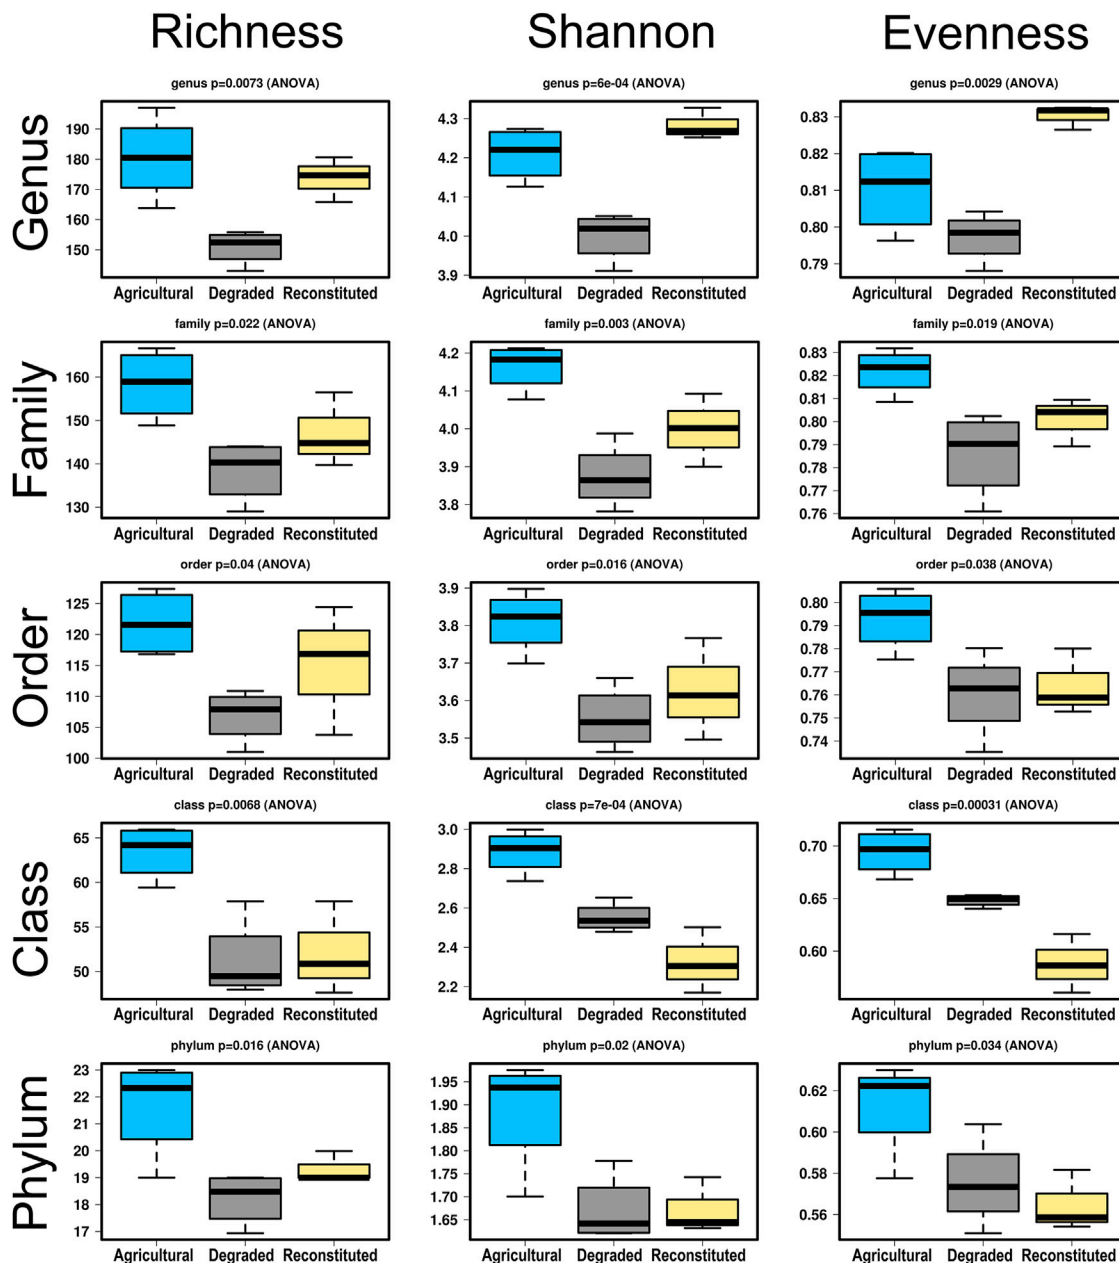 Richness Shannon Evenness
Genus
genus p=0.0073 (ANOVA)
190
180
170
160
150
Agricultural Degraded Reconstituted
genus p=6e-04 (ANOVA)
4.3
4.2
4.1
4.0
3.9
Agricultural Degraded Reconstituted
genus p=0.0029 (ANOVA)
0.83
0.82
0.81
0.80
0.79
Agricultural Degraded Reconstituted
Family
family p=0.022 (ANOVA)
160
150
140
130
Agricultural Degraded Reconstituted
family p=0.003 (ANOVA)
4.2
4.1
4.0
3.9
3.8
Agricultural Degraded Reconstituted
family p=0.019 (ANOVA)
0.83
0.82
0.80
0.79
0.78
0.77
0.76
Agricultural Degraded Reconstituted
Order
order p=0.04 (ANOVA)
125
120
115
110
105
100
Agricultural Degraded Reconstituted
order p=0.016 (ANOVA)
3.9
3.8
3.7
3.6
3.5
Agricultural Degraded Reconstituted
order p=0.038 (ANOVA)
0.80
0.79
0.78
0.77
0.76
0.75
0.74
Agricultural Degraded Reconstituted
Class
class p=0.0068 (ANOVA)
65
60
55
50
Agricultural Degraded Reconstituted
class p=7e-04 (ANOVA)
3.0
2.8
2.6
2.4
2.2
Agricultural Degraded Reconstituted
class p=0.00031 (ANOVA)
0.70
0.65
0.60
Agricultural Degraded Reconstituted
Phylum
phylum p=0.016 (ANOVA)
23
22
21
20
19
18
17
Agricultural Degraded Reconstituted
phylum p=0.02 (ANOVA)
1.95
1.90
1.85
1.80
1.75
1.70
1.65
Agricultural Degraded Reconstituted
phylum p=0.034 (ANOVA)
0.62
0.60
0.58
0.56
Agricultural Degraded Reconstituted